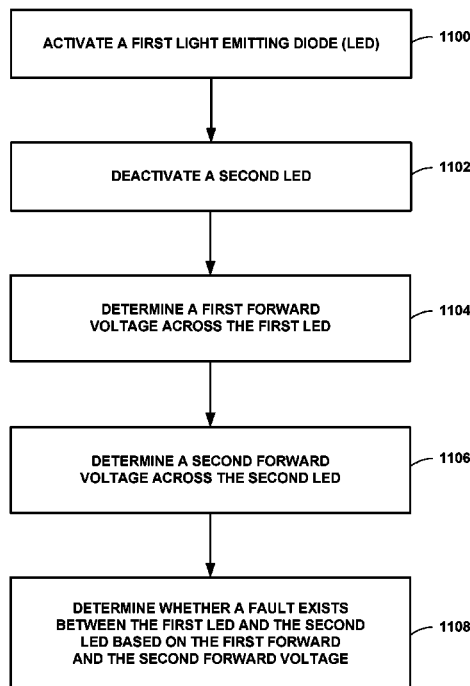 ACTIVATE A FIRST LIGHT EMITTING DIODE (LED)
1100
DEACTIVATE A SECOND LED
1102
DETERMINE A FIRST FORWARD
VOLTAGE ACROSS THE FIRST LED
1104
DETERMINE A SECOND FORWARD
VOLTAGE ACROSS THE SECOND LED
1106
DETERMINE WHETHER A FAULT EXISTS
BETWEEN THE FIRST LED AND THE SECOND
LED BASED ON THE FIRST FORWARD
AND THE SECOND FORWARD VOLTAGE
1108